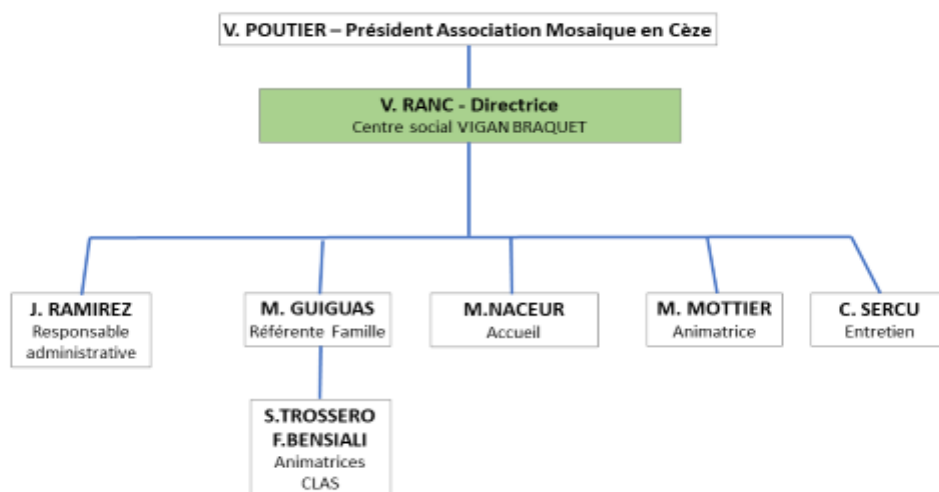 V. POUTIER – Président Association Mosaique en Cèze
V. RANC - Directrice
Centre social VIGAN BRAQUET
J. RAMIREZ
Responsable
administrative
M. GUIGUAS
Référente Famille
M.NACEUR
Accueil
M. MOTTIER
Animatrice
C. SERCU
Entretien
S.TROSSERO
F.BENSIALI
Animatrices
CLAS